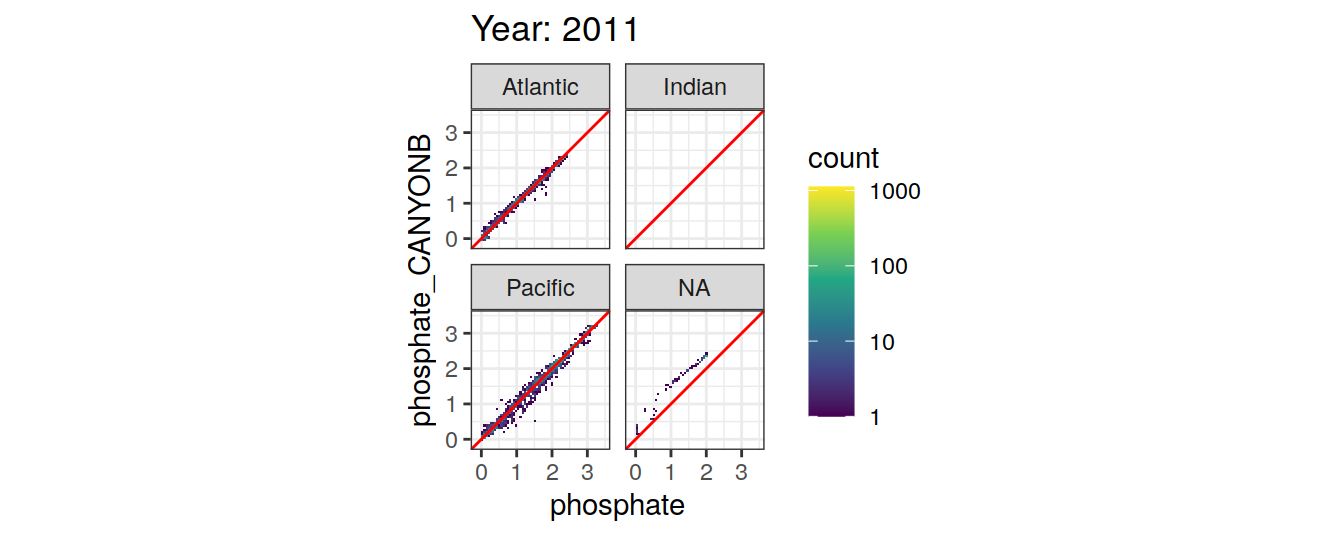 Year: 2011
Atlantic
Indian
3
2
1
0
Pacific
NA
3
2
1
0
0 1 2 3
0 1 2 3
phosphate
phosphate_CANYONB
count
1000
100
10
1